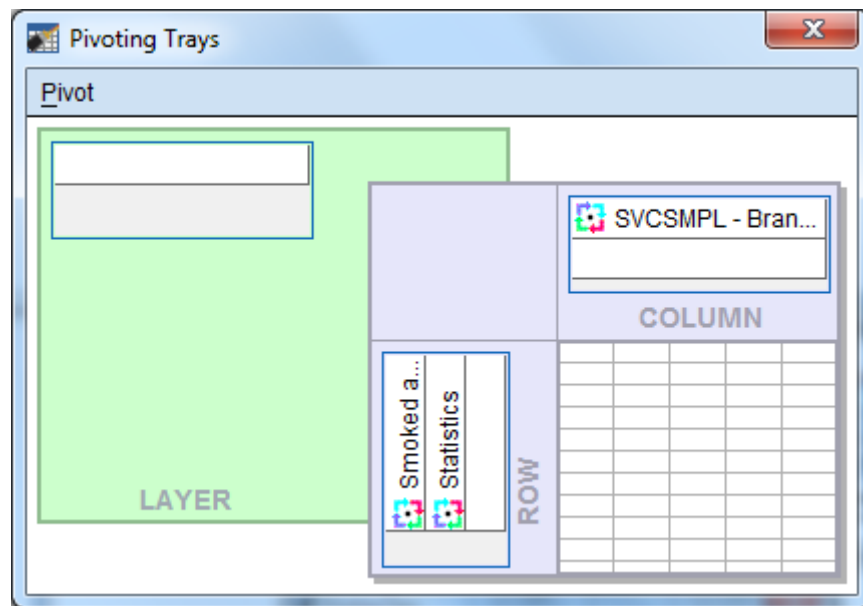 Pivoting Trays
Pivot
SVCSMPL - Bran...
COLUMN
Smoked a...
Statistics
ROW
LAYER